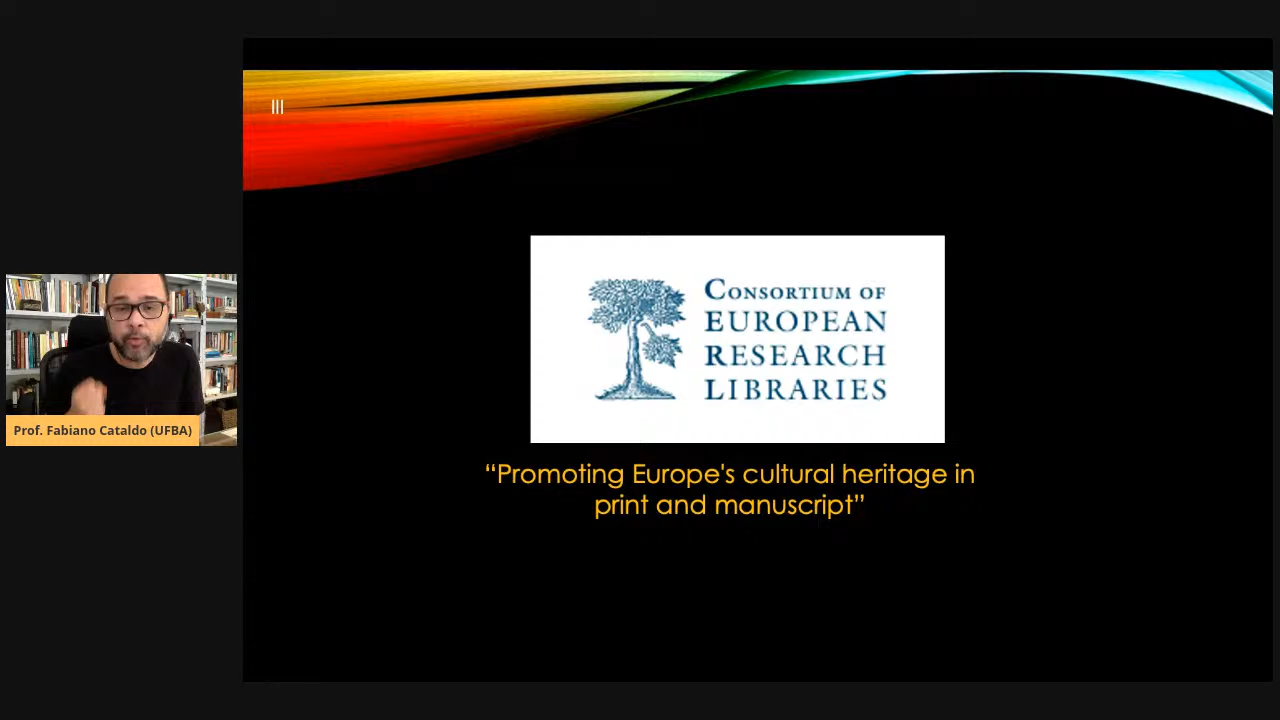 |||
CONSORTIUM OF
EUROPEAN
RESEARCH
LIBRARIES
“Promoting Europe's cultural heritage in
print and manuscript”
Prof. Fabiano Cataldo (UFBA)